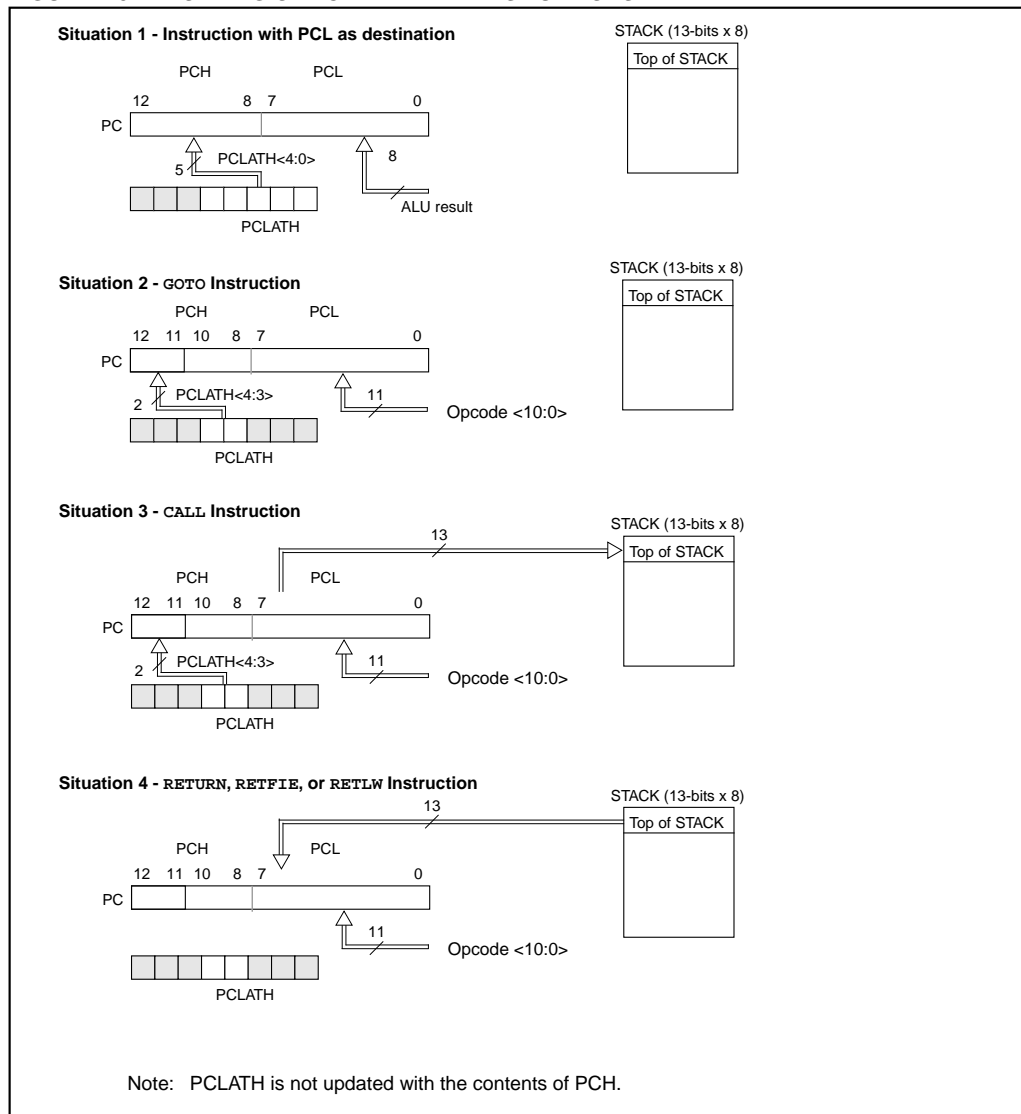 Situation 1 - Instruction with PCL as destination
STACK (13-bits x 8)
Top of STACK
PCH PCL
12 8 7 0
PC
5 PCLATH<4:0> 8
ALU result
PCLATH
Situation 2 - GOTO Instruction
STACK (13-bits x 8)
Top of STACK
PCH PCL
12 11 10 8 7 0
PC
2 PCLATH<4:3> 11
Opcode <10:0>
PCLATH
Situation 3 - CALL Instruction
STACK (13-bits x 8)
13
Top of STACK
PCH PCL
12 11 10 8 7 0
PC
2 PCLATH<4:3> 11
Opcode <10:0>
PCLATH
Situation 4 - RETURN, RETFIE, or RETLW Instruction
STACK (13-bits x 8)
13
Top of STACK
PCH PCL
12 11 10 8 7 0
PC
11
Opcode <10:0>
PCLATH
Note: PCLATH is not updated with the contents of PCH.